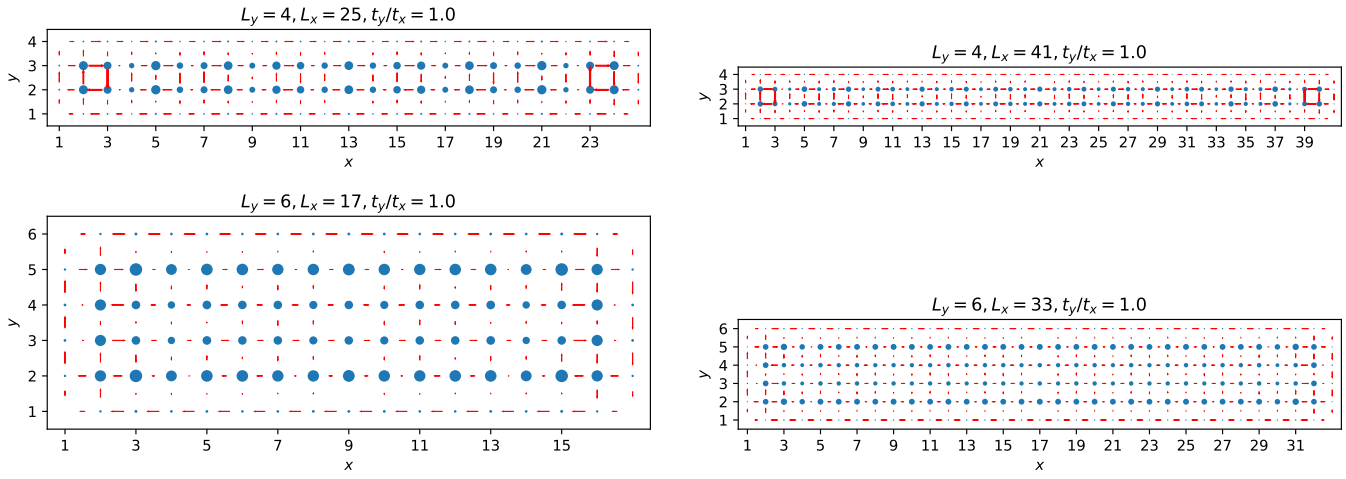 $L_y = 4, L_x = 25, t_y/t_x = 1.0$
4
3
2
1
y
1 3 5 7 9 11 13 15 17 19 21 23
x
$L_y = 4, L_x = 41, t_y/t_x = 1.0$
4
3
2
1
y
1 3 5 7 9 11 13 15 17 19 21 23 25 27 29 31 33 35 37 39
x
$L_y = 6, L_x = 17, t_y/t_x = 1.0$
6
5
4
3
2
1
y
1 3 5 7 9 11 13 15
x
$L_y = 6, L_x = 33, t_y/t_x = 1.0$
6
5
4
3
2
1
y
1 3 5 7 9 11 13 15 17 19 21 23 25 27 29 31
x